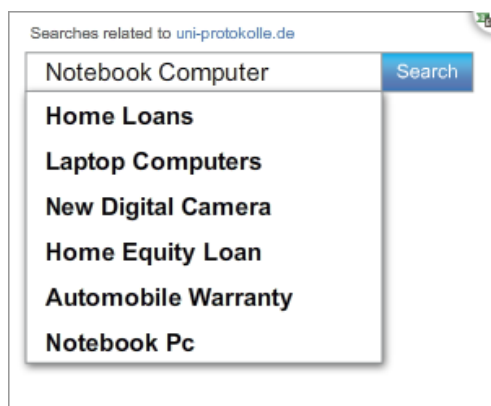 Searches related to uni-protokolle.de
Notebook Computer Search
Home Loans
Laptop Computers
New Digital Camera
Home Equity Loan
Automobile Warranty
Notebook Pc